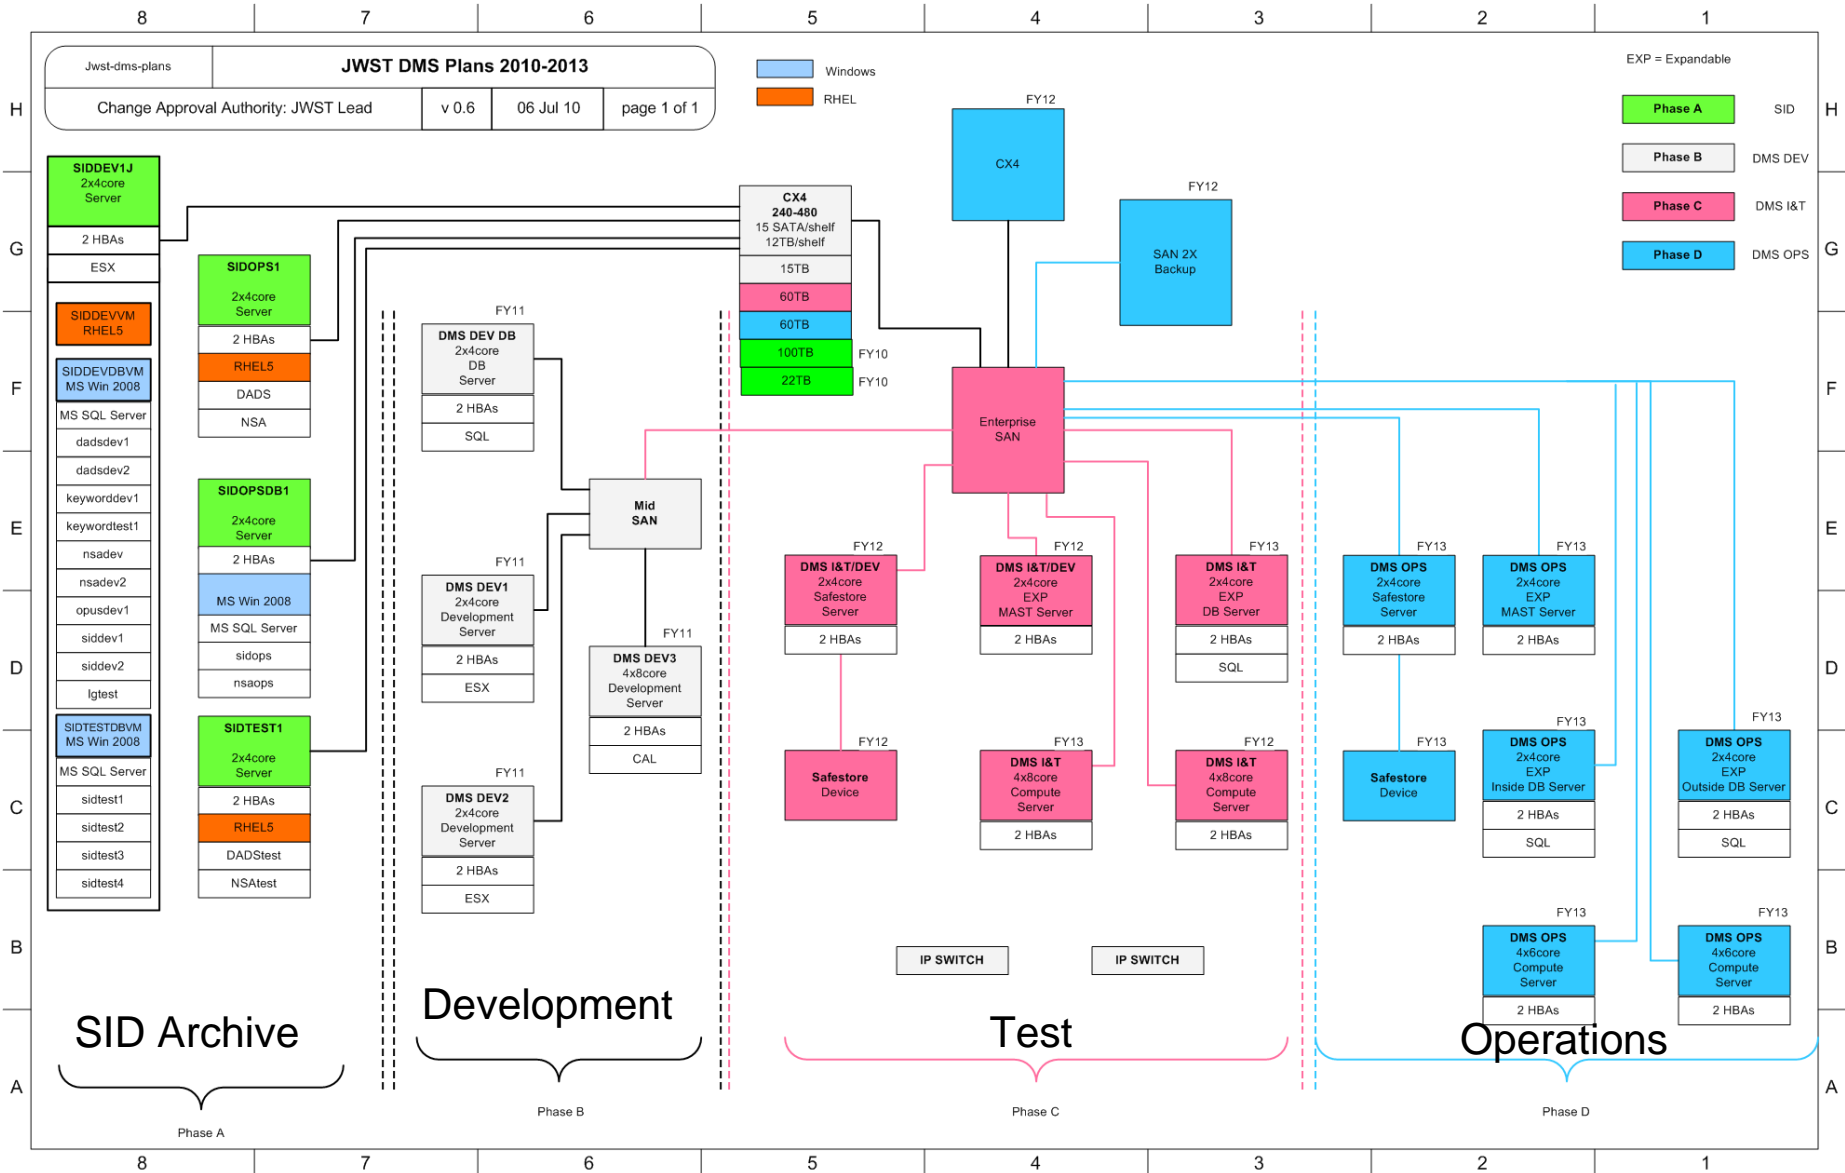 8 7 6 5 4 3 2 1
Jwst-dms-plans
JWST DMS Plans 2010-2013
Change Approval Authority: JWST Lead
v 0.6
06 Jul 10
page 1 of 1
Windows
RHEL
EXP = Expandable
Phase A SID
Phase B DMS DEV
Phase C DMS I&T
Phase D DMS OPS
H
G
F
E
D
C
B
A
H
G
F
E
D
C
B
A
SIDDEV1J
2x4core
Server
2 HBAs
ESX
SIDDEVVM
RHEL5
SIDDEVDBVM
MS Win 2008
MS SQL Server
dadsdev1
dadsdev2
keyworddev1
keywordtest1
nsadev
nsadev2
opusdev1
siddev1
siddev2
lgtest
SIDTESTDBVM
MS Win 2008
MS SQL Server
sidtest1
sidtest2
sidtest3
sidtest4
SIDOPS1
2x4core
Server
2 HBAs
RHEL5
DADS
NSA
SIDOPSDB1
2x4core
Server
2 HBAs
MS Win 2008
MS SQL Server
sidops
nsaops
SIDTEST1
2x4core
Server
2 HBAs
RHEL5
DADStest
NSAtest
FY11
DMS DEV DB
2x4core
DB
Server
2 HBAs
SQL
FY11
DMS DEV1
2x4core
Development
Server
2 HBAs
ESX
FY11
DMS DEV2
2x4core
Development
Server
2 HBAs
ESX
Mid
SAN
FY11
DMS DEV3
4x8core
Development
Server
2 HBAs
CAL
CX4
240-480
15 SATA/shelf
12TB/shelf
15TB
60TB
60TB
100TB FY10
22TB FY10
FY12
CX4
FY12
SAN 2X
Backup
Enterprise
SAN
FY12
DMS I&T/DEV
2x4core
Safestore
Server
2 HBAs
FY12
Safestore
Device
FY12
DMS I&T/DEV
2x4core
EXP
MAST Server
2 HBAs
FY13
DMS I&T
4x8core
Compute
Server
2 HBAs
FY13
DMS I&T
2x4core
EXP
DB Server
2 HBAs
SQL
FY12
DMS I&T
4x8core
Compute
Server
2 HBAs
IP SWITCH
IP SWITCH
FY13
DMS OPS
2x4core
Safestore
Server
2 HBAs
FY13
Safestore
Device
FY13
DMS OPS
2x4core
EXP
MAST Server
2 HBAs
FY13
DMS OPS
2x4core
EXP
Inside DB Server
2 HBAs
SQL
FY13
DMS OPS
2x4core
EXP
Outside DB Server
2 HBAs
SQL
FY13
DMS OPS
4x6core
Compute
Server
2 HBAs
FY13
DMS OPS
4x6core
Compute
Server
2 HBAs
SID Archive
Development
Test
Operations
Phase A
Phase B
Phase C
Phase D
8 7 6 5 4 3 2 1